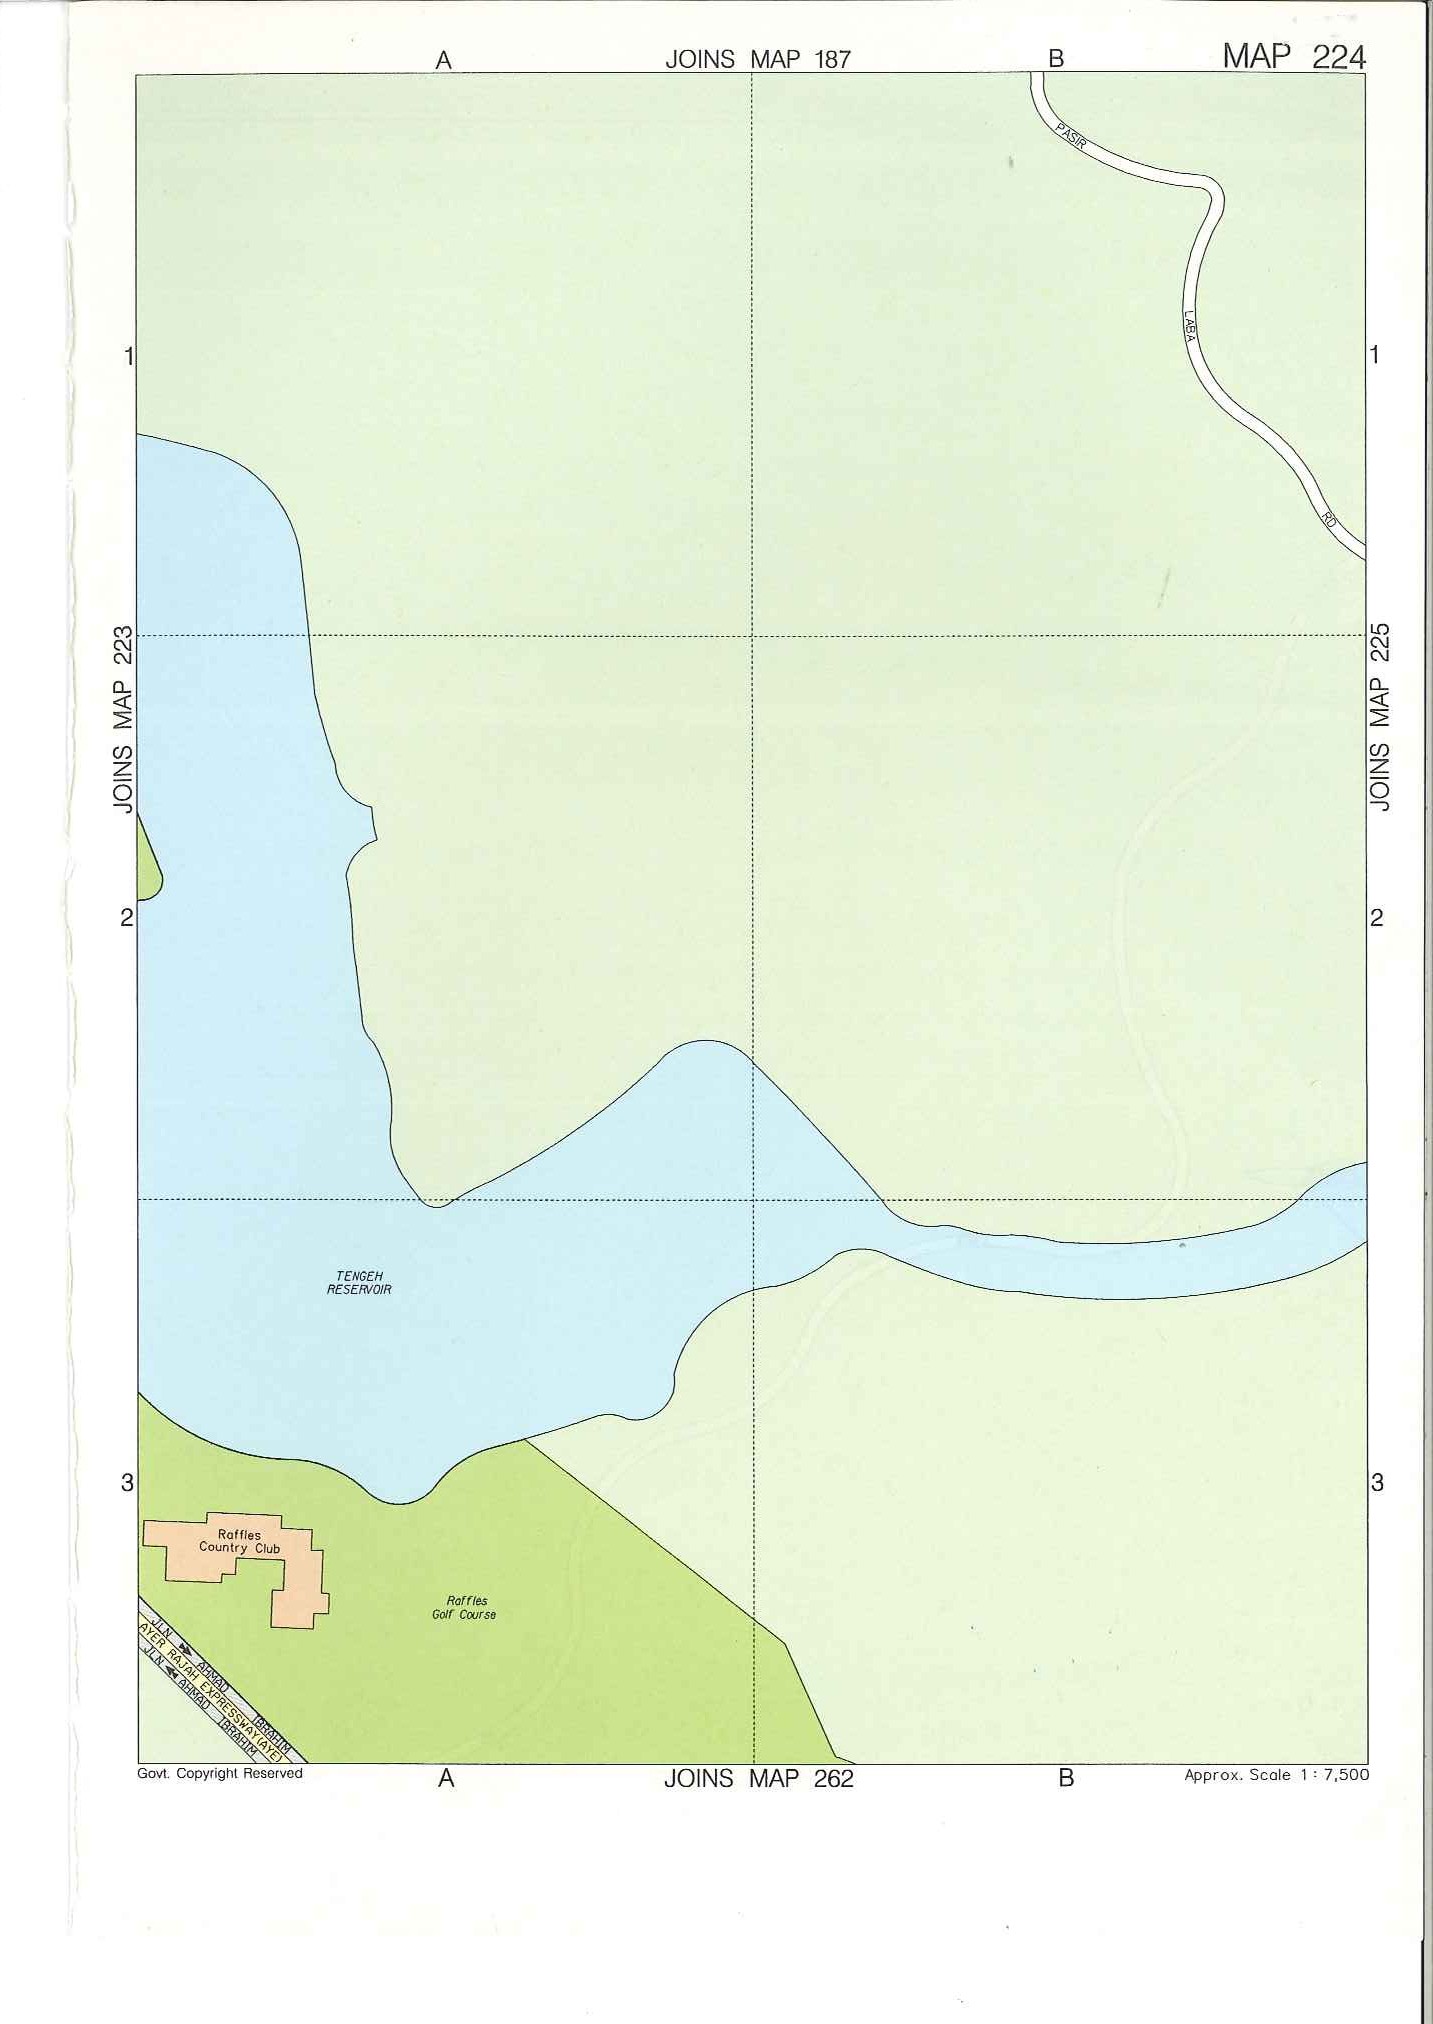 A JOINS MAP 187 B MAP 224
PASIR
LABA
RD
1 1
JOINS MAP 223
JOINS MAP 225
2 2
TENGEH
RESERVOIR
3 3
Raffles
Country Club
Raffles
Golf Course
JLN AHMAD IBRAHIM
AYER RAJAH EXPRESSWAY (AYE)
JLN AHMAD IBRAHIM
Govt. Copyright Reserved A JOINS MAP 262 B Approx. Scale 1 : 7,500